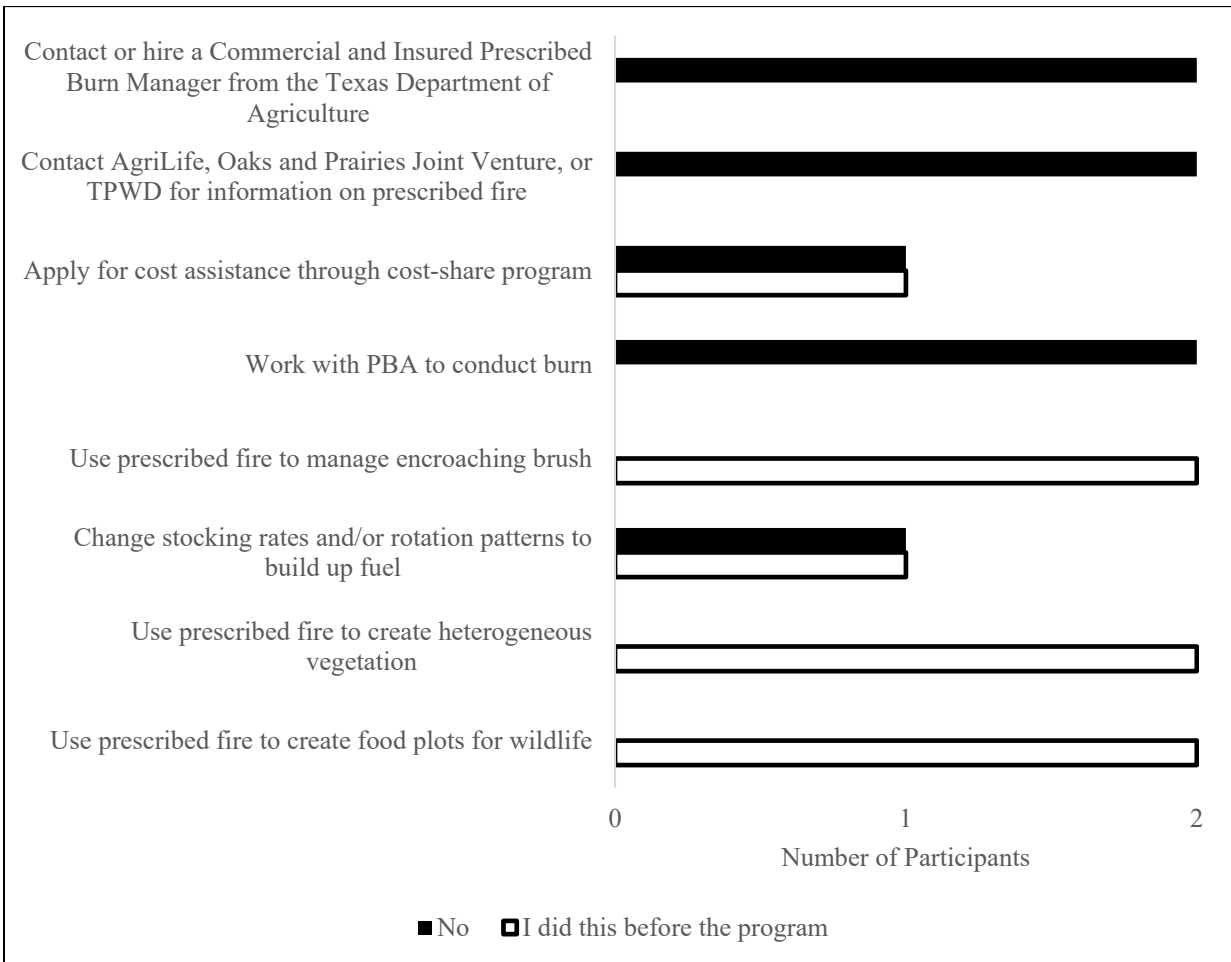 Contact or hire a Commercial and Insured Prescribed
Burn Manager from the Texas Department of
Agriculture
Contact AgriLife, Oaks and Prairies Joint Venture, or
TPWD for information on prescribed fire
Apply for cost assistance through cost-share program
Work with PBA to conduct burn
Use prescribed fire to manage encroaching brush
Change stocking rates and/or rotation patterns to
build up fuel
Use prescribed fire to create heterogeneous
vegetation
Use prescribed fire to create food plots for wildlife
0 1 2
Number of Participants
No I did this before the program